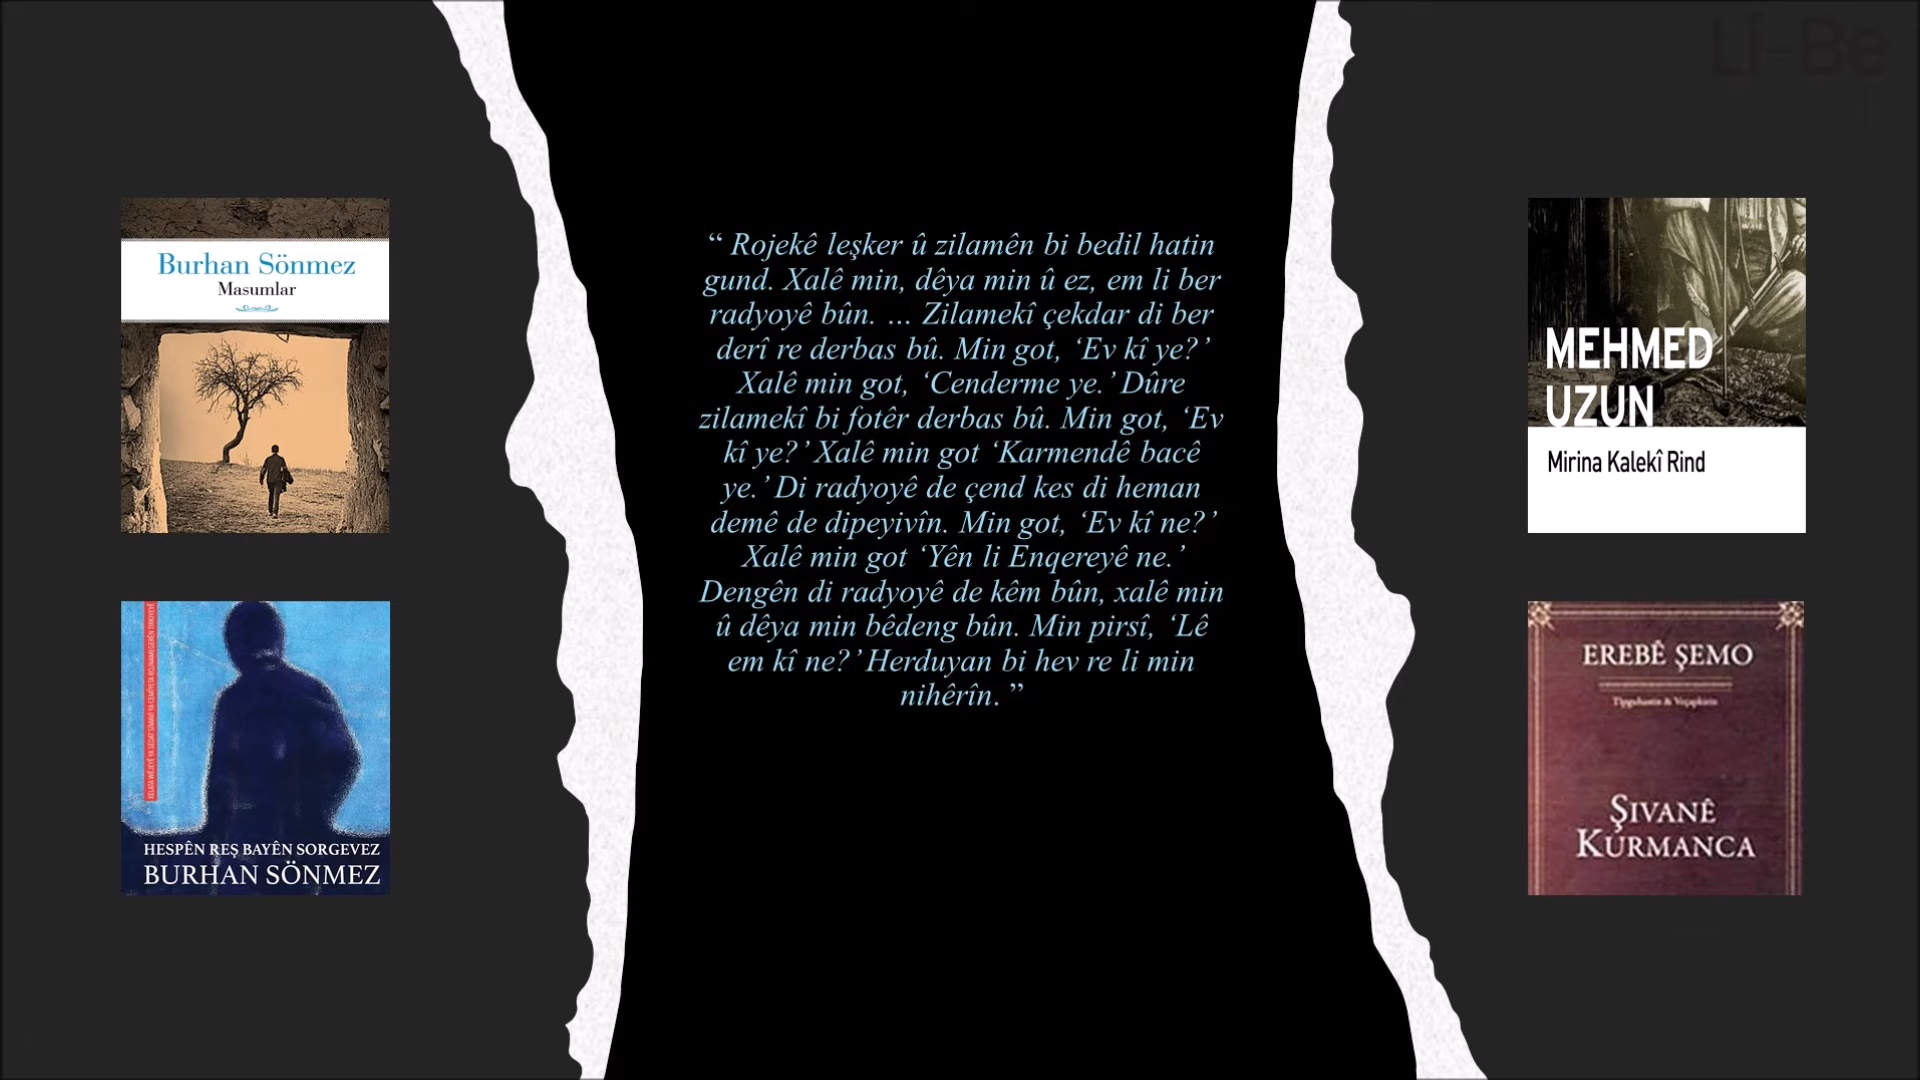 Li-Be
Burhan Sönmez
Masumlar
HESPÊN REŞ BAYÊN SORGEVEZ
BURHAN SÖNMEZ
“ Rojekê leşker û zilamên bi bedil hatin
gund. Xalê min, dêya min û ez, em li ber
radyoyê bûn. … Zilamekî çekdar di ber
derî re derbas bû. Min got, ‘Ev kî ye?’
Xalê min got, ‘Cenderme ye.’ Dûre
zilamekî bi fotêr derbas bû. Min got, ‘Ev
kî ye?’ Xalê min got ‘Karmendê bacê
ye.’ Di radyoyê de çend kes di heman
demê de dipeyivîn. Min got, ‘Ev kî ne?’
Xalê min got ‘Yên li Enqereyê ne.’
Dengên di radyoyê de kêm bûn, xalê min
û dêya min bêdeng bûn. Min pirsî, ‘Lê
em kî ne?’ Herduyan bi hev re li min
nihêrîn. ”
MEHMED
UZUN
Mirina Kalekî Rind
EREBÊ ŞEMO
ŞIVANÊ
KURMANCA